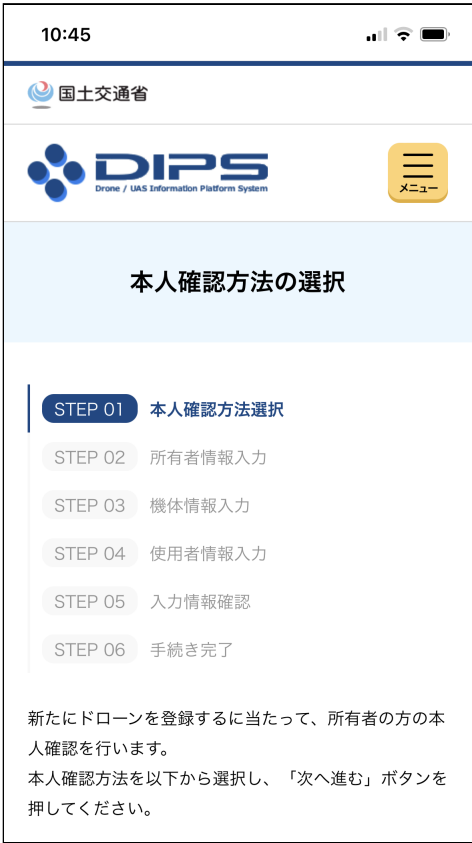 10:45
国土交通省
DIPS
Drone / UAS Information Platform System
メニュー
本人確認方法の選択
STEP 01 本人確認方法選択
STEP 02 所有者情報入力
STEP 03 機体情報入力
STEP 04 使用者情報入力
STEP 05 入力情報確認
STEP 06 手続き完了
新たにドローンを登録するに当たって、所有者の方の本
人確認を行います。
本人確認方法を以下から選択し、「次へ進む」ボタンを
押してください。